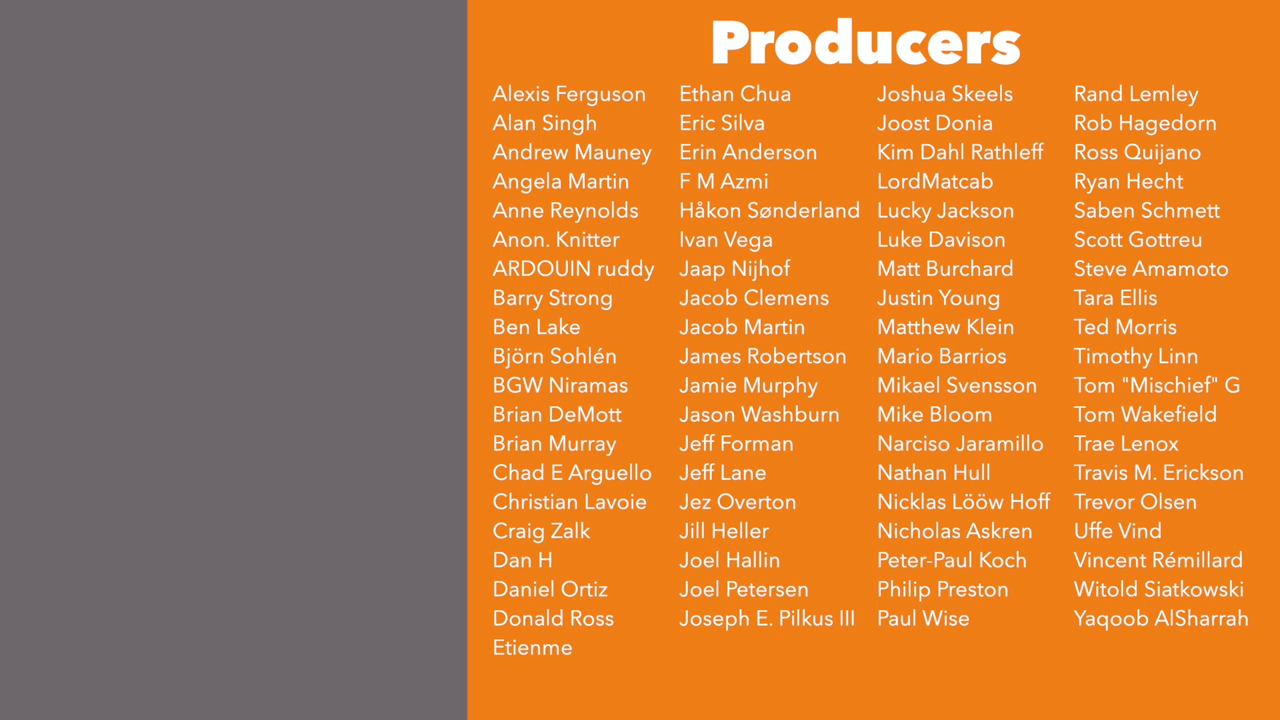 Producers
Alexis Ferguson
Alan Singh
Andrew Mauney
Angela Martin
Anne Reynolds
Anon. Knitter
ARDOUIN ruddy
Barry Strong
Ben Lake
Björn Sohlén
BGW Niramas
Brian DeMott
Brian Murray
Chad E Arguello
Christian Lavoie
Craig Zalk
Dan H
Daniel Ortiz
Donald Ross
Etienme
Ethan Chua
Eric Silva
Erin Anderson
F M Azmi
Håkon Sønderland
Ivan Vega
Jaap Nijhof
Jacob Clemens
Jacob Martin
James Robertson
Jamie Murphy
Jason Washburn
Jeff Forman
Jeff Lane
Jez Overton
Jill Heller
Joel Hallin
Joel Petersen
Joseph E. Pilkus III
Joshua Skeels
Joost Donia
Kim Dahl Rathleff
LordMatcab
Lucky Jackson
Luke Davison
Matt Burchard
Justin Young
Matthew Klein
Mario Barrios
Mikael Svensson
Mike Bloom
Narciso Jaramillo
Nathan Hull
Nicklas Lööw Hoff
Nicholas Askren
Peter-Paul Koch
Philip Preston
Paul Wise
Rand Lemley
Rob Hagedorn
Ross Quijano
Ryan Hecht
Saben Schmett
Scott Gottreu
Steve Amamoto
Tara Ellis
Ted Morris
Timothy Linn
Tom "Mischief" G
Tom Wakefield
Trae Lenox
Travis M. Erickson
Trevor Olsen
Uffe Vind
Vincent Rémillard
Witold Siatkowski
Yaqoob AlSharrah